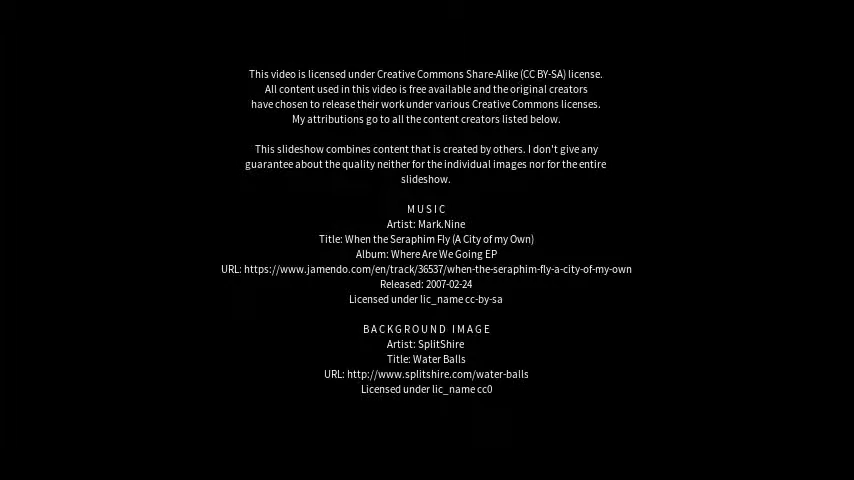 This video is licensed under Creative Commons Share-Alike (CC BY-SA) license.
All content used in this video is free available and the original creators
have chosen to release their work under various Creative Commons licenses.
My attributions go to all the content creators listed below.
This slideshow combines content that is created by others. I don't give any
guarantee about the quality neither for the individual images nor for the entire
slideshow.
MUSIC
Artist: Mark.Nine
Title: When the Seraphim Fly (A City of my Own)
Album: Where Are We Going EP
URL: https://www.jamendo.com/en/track/36537/when-the-seraphim-fly-a-city-of-my-own
Released: 2007-02-24
Licensed under lic_name cc-by-sa
BACKGROUND IMAGE
Artist: SplitShire
Title: Water Balls
URL: http://www.splitshire.com/water-balls
Licensed under lic_name cc0